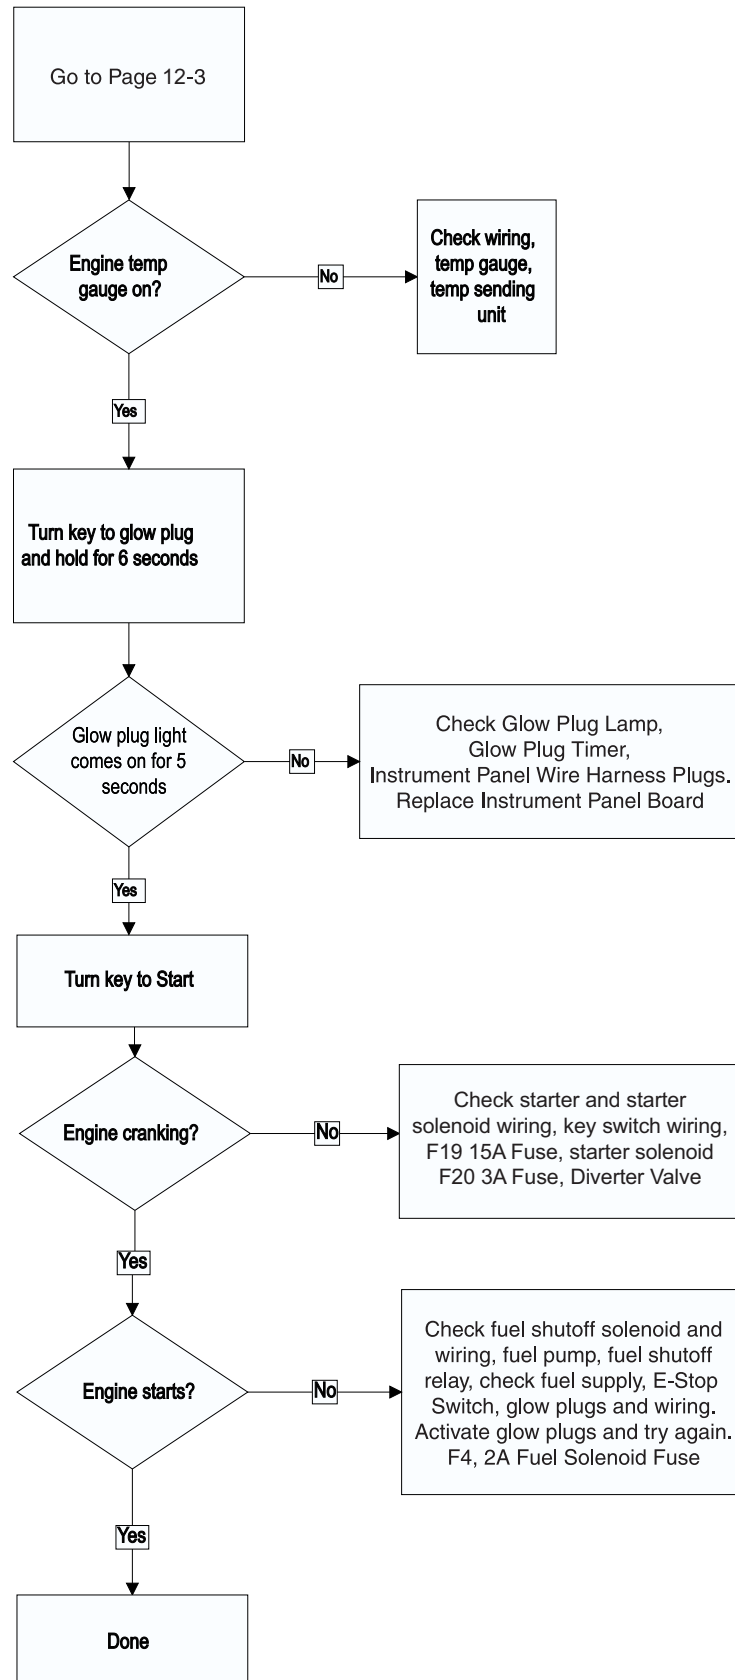 Go to Page 12-3
Engine temp
gauge on?
No
Check wiring,
temp gauge,
temp sending
unit
Yes
Turn key to glow plug
and hold for 6 seconds
Glow plug light
comes on for 5
seconds
No
Check Glow Plug Lamp,
Glow Plug Timer,
Instrument Panel Wire Harness Plugs.
Replace Instrument Panel Board
Yes
Turn key to Start
Engine cranking?
No
Check starter and starter
solenoid wiring, key switch wiring,
F19 15A Fuse, starter solenoid
F20 3A Fuse, Diverter Valve
Yes
Engine starts?
No
Check fuel shutoff solenoid and
wiring, fuel pump, fuel shutoff
relay, check fuel supply, E-Stop
Switch, glow plugs and wiring.
Activate glow plugs and try again.
F4, 2A Fuel Solenoid Fuse
Yes
Done